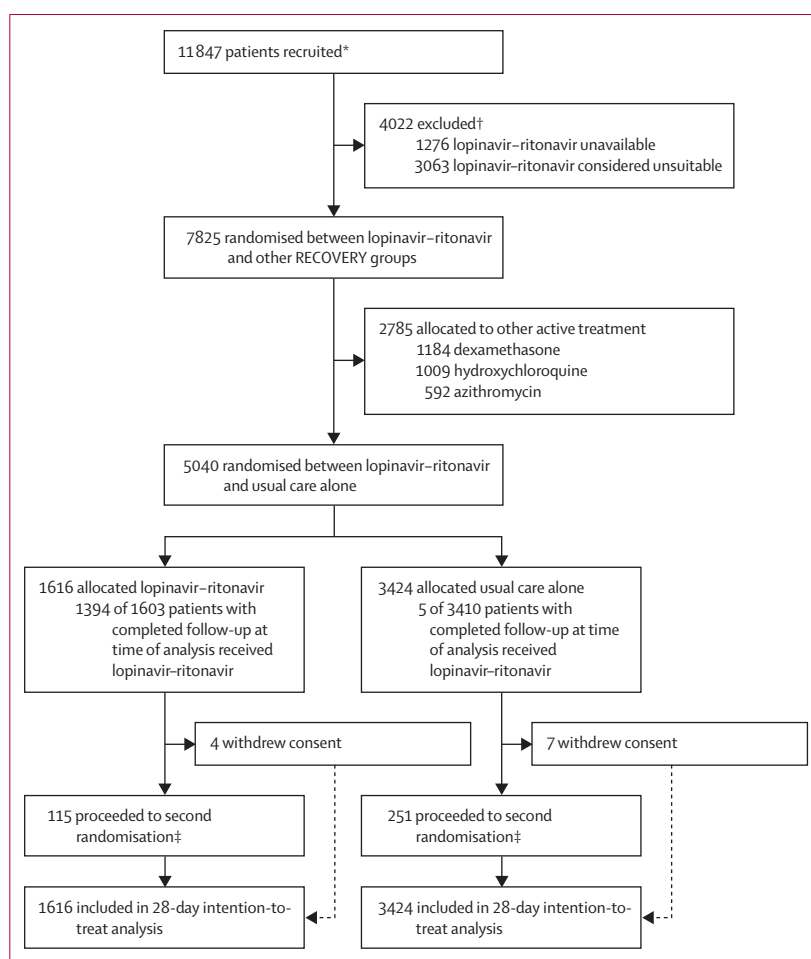 11847 patients recruited*
4022 excluded†
1276 lopinavir–ritonavir unavailable
3063 lopinavir–ritonavir considered unsuitable
7825 randomised between lopinavir–ritonavir
and other RECOVERY groups
2785 allocated to other active treatment
1184 dexamethasone
1009 hydroxychloroquine
592 azithromycin
5040 randomised between lopinavir–ritonavir
and usual care alone
1616 allocated lopinavir–ritonavir
1394 of 1603 patients with
completed follow-up at
time of analysis received
lopinavir–ritonavir
3424 allocated usual care alone
5 of 3410 patients with
completed follow-up at time
of analysis received
lopinavir–ritonavir
4 withdrew consent
7 withdrew consent
115 proceeded to second
randomisation‡
251 proceeded to second
randomisation‡
1616 included in 28-day intention-to-
treat analysis
3424 included in 28-day intention-to-
treat analysis